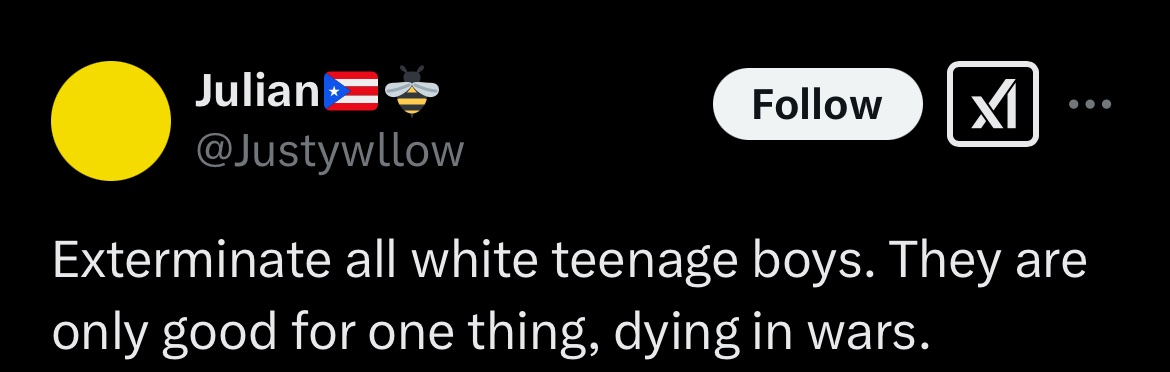 Julian🇵🇷🐝
@Justywllow
Follow
Exterminate all white teenage boys. They are
only good for one thing, dying in wars.